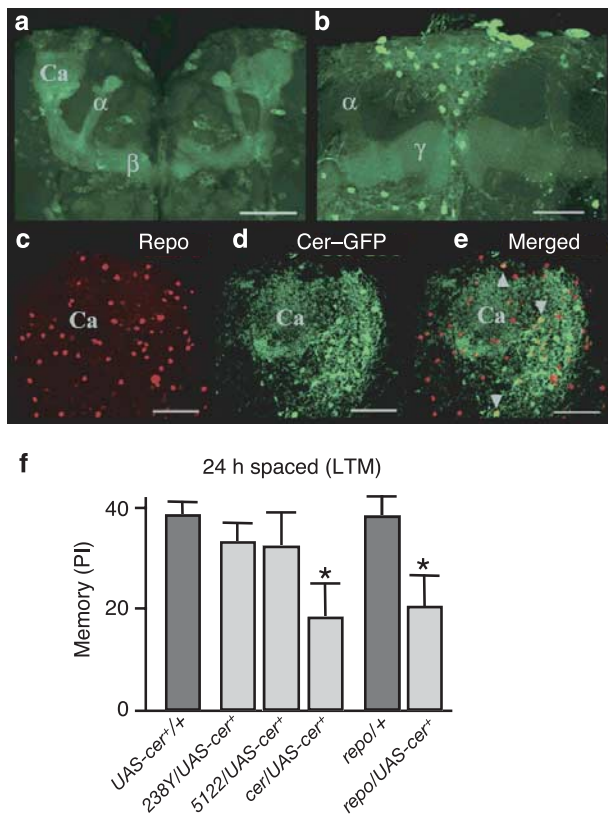 a
b
Ca
α
β
α
γ
c Repo
d Cer–GFP
e Merged
Ca
Ca
Ca
f
24 h spaced (LTM)
Memory (PI)
40
20
0
*
*
UAS-cer⁺/+
238Y/UAS-cer⁺
5122/UAS-cer⁺
cer/UAS-cer⁺
repo/+
repo/UAS-cer⁺